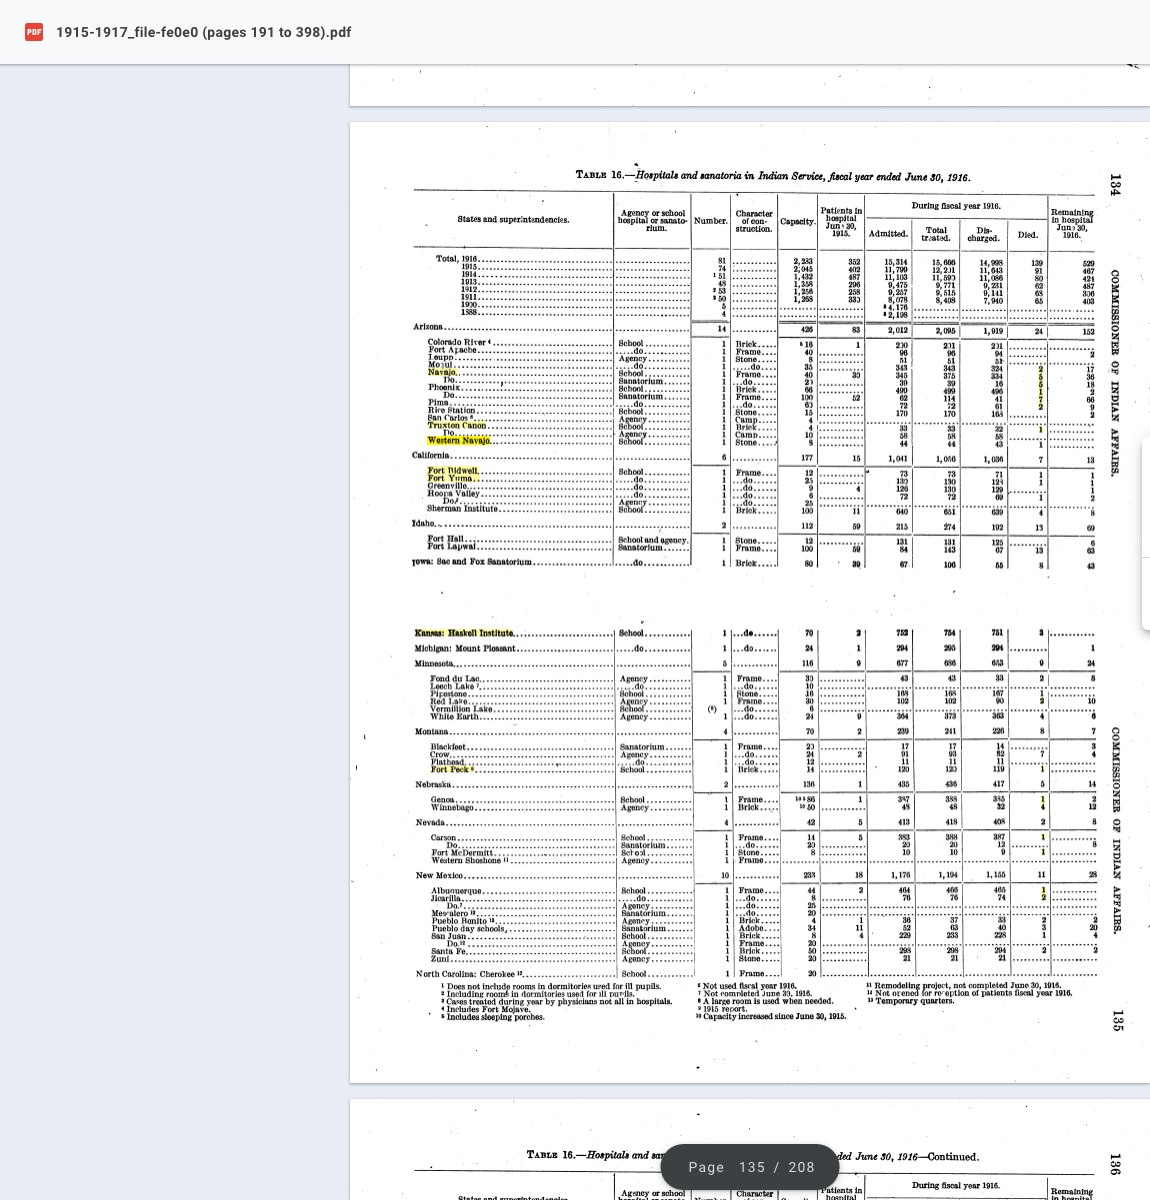 1915-1917_file-fe0e0 (pages 191 to 398).pdf
TABLE 16.—Hospitals and sanatoria in Indian Service, fiscal year ended June 30, 1916.
134
States and superintendencies. Agency or school hospital or sanatorium. Number. Character of construction. Capacity. Patients in hospital June 30, 1915. During fiscal year 1916. Admitted. Total treated. Discharged. Died. Remaining in hospital June 30, 1916.
Total, 1916 81 2,283 352 15,314 15,666 14,998 139 529
1915 74 2,045 402 11,799 12,201 11,643 91 467
1914 1 51 1,432 487 11,103 11,590 11,086 80 424
1913 48 1,358 296 9,475 9,771 9,231 62 487
1912 2 53 1,256 258 9,257 9,515 9,141 68 306
1911 2 50 1,268 330 8,078 8,408 7,940 65 403
1900 5 3 4,176
1888 4 3 2,198
Arizona 14 426 83 2,012 2,095 1,919 24 152
Colorado River 4 School 1 Brick 5 16 1 230 231 231
Fort Apache do 1 Frame 40 96 96 94 2
Leupp Agency 1 Stone 8 51 51 51
Moqui do 1 do 35 343 343 324 2 17
Navajo School 1 Frame 40 30 345 375 334 5 36
Do Sanatorium 1 do 39 39 16 5 18
Phoenix School 1 Brick 66 499 499 496 1 2
Do Sanatorium 1 Frame 100 52 62 114 41 7 66
Pima do 1 do 72 72 61 2 9
Rice Station School 1 Stone 15 170 170 168 2
San Carlos 6 Agency 1 Camp 4
Truxton Canon School 1 Brick 4 33 33 32 1
Do Agency 1 Camp 10 58 58 58
Western Navajo School 1 Stone 8 44 44 43 1
California 6 177 15 1,041 1,056 1,036 7 13
Fort Bidwell School 1 Frame 12 73 73 71 1 1
Fort Yuma do 1 do 25 130 130 128 1 1
Greenville do 1 do 9 4 126 130 129 1
Hoopa Valley do 1 do 6 72 72 69 1 2
Do Agency 1 do 25
Sherman Institute School 1 Brick 100 11 640 651 639 4 8
Idaho 2 112 59 215 274 192 13 69
Fort Hall School and agency 1 Stone 12 131 131 125 6
Fort Lapwai Sanatorium 1 Frame 100 59 84 143 67 13 63
Iowa: Sac and Fox Sanatorium do 1 Brick 80 39 67 106 55 8 43
COMMISSIONER OF INDIAN AFFAIRS.
Kansas: Haskell Institute School 1 do 70 2 752 754 751 3
Michigan: Mount Pleasant do 1 do 24 1 294 295 294 1
Minnesota 5 116 9 677 686 653 9 24
Fond du Lac Agency 1 Frame 30 43 43 33 2 8
Leech Lake 7 do 1 do 10
Pipestone School 1 Stone 16 168 168 167 1
Red Lake Agency 1 Frame 30 102 102 90 2 10
Vermillion Lake School (8) do 6
White Earth Agency 1 do 24 9 364 373 363 4 6
Montana 4 70 2 239 241 226 8 7
Blackfeet Sanatorium 1 Frame 20 17 17 14 3
Crow Agency 1 do 24 2 91 93 82 7 4
Flathead do 1 do 12 11 11 11
Fort Peck 9 School 1 Brick 14 120 120 119 1
Nebraska 2 136 1 435 436 417 5 14
Genoa School 1 Frame 10 9 86 1 387 388 385 1 2
Winnebago Agency 1 Brick 10 50 48 48 32 4 12
Nevada 4 42 5 413 418 408 2 8
Carson School 1 Frame 14 5 383 388 387 1
Do Sanatorium 1 do 20 20 20 12 8
Fort McDermitt School 1 Stone 8 10 10 9 1
Western Shoshone 11 Agency 1 Frame
New Mexico 10 233 18 1,176 1,194 1,155 11 28
Albuquerque School 1 Frame 44 2 464 466 465 1
Jicarilla do 1 do 8 76 76 74 2
Do.7 Agency 1 do 25
Mescalero 12 Sanatorium 1 do 20
Pueblo Bonito 13 Agency 1 Brick 4 1 36 37 33 2 2
Pueblo day schools Sanatorium 1 Adobe 34 11 52 63 40 3 20
San Juan School 1 Brick 8 4 229 233 228 1 4
Do.12 Agency 1 Frame 20
Santa Fe School 1 Brick 50 298 298 294 2 2
Zuni Agency 1 Stone 20 21 21 21
North Carolina: Cherokee 12 School 1 Frame 20
1 Does not include rooms in dormitories used for ill pupils.
2 Including rooms in dormitories used for ill pupils.
3 Cases treated during year by physicians not all in hospitals.
4 Includes Fort Mojave.
5 Includes sleeping porches.
6 Not used fiscal year 1916.
7 Not completed June 30, 1916.
8 A large room is used when needed.
9 1915 report.
10 Capacity increased since June 30, 1915.
11 Remodeling project, not completed June 30, 1916.
12 Not opened for reception of patients fiscal year 1916.
13 Temporary quarters.
COMMISSIONER OF INDIAN AFFAIRS.
135
TABLE 16.—Hospitals and san
ded June 30, 1916—Continued.
136
Page 135 / 208
Agency or school
Character
Patients in hospital
During fiscal year 1916.
Remaining